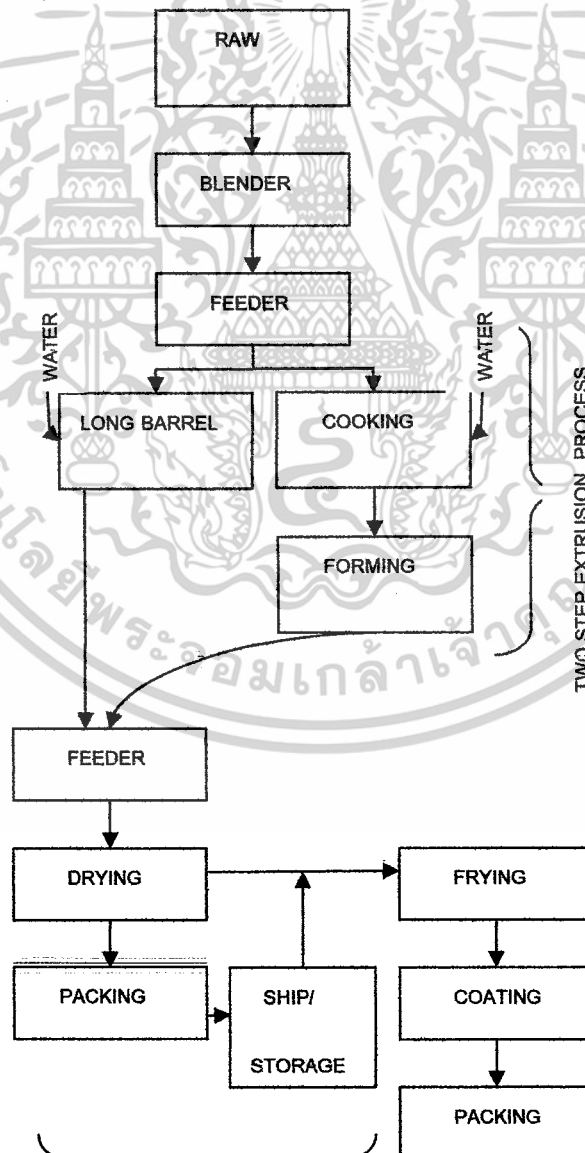 RAW
BLENDER
FEEDER
WATER
WATER
LONG BARREL
COOKING
FORMING
TWO STEP EXTRUSION PROCESS
FEEDER
DRYING
FRYING
PACKING
SHIP/
STORAGE
COATING
PACKING